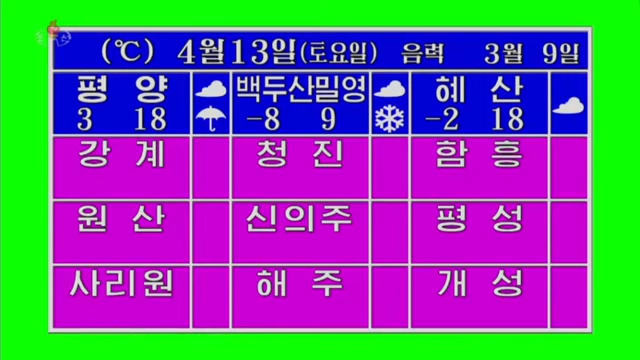 (℃) 4월13일(토요일) 음력 3월 9일
평양 백두산밀영 혜산
3 18 -8 9 -2 18
강계 청진 함흥
원산 신의주 평성
사리원 해주 개성